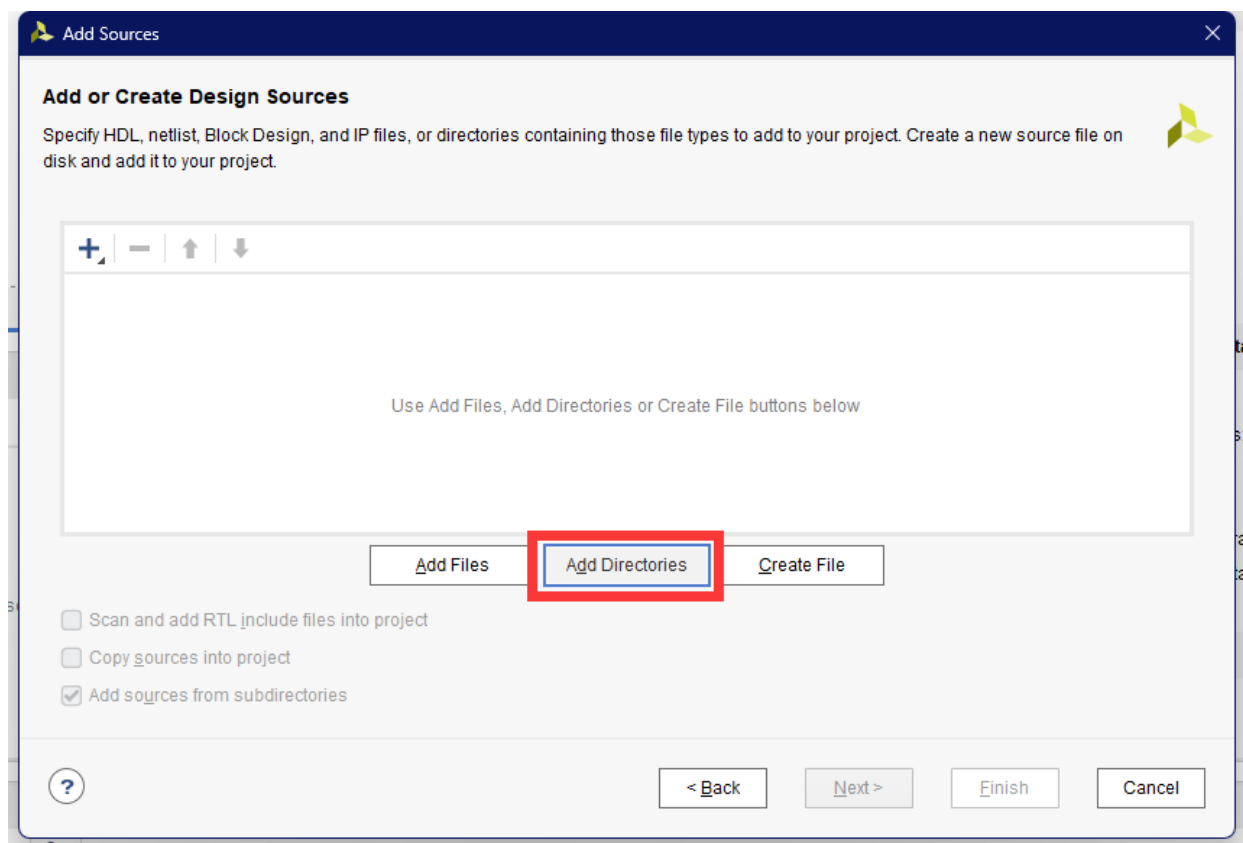 Add Sources
Add or Create Design Sources
Specify HDL, netlist, Block Design, and IP files, or directories containing those file types to add to your project. Create a new source file on
disk and add it to your project.
Use Add Files, Add Directories or Create File buttons below
Add Files
Add Directories
Create File
Scan and add RTL include files into project
Copy sources into project
Add sources from subdirectories
?
< Back
Next >
Finish
Cancel